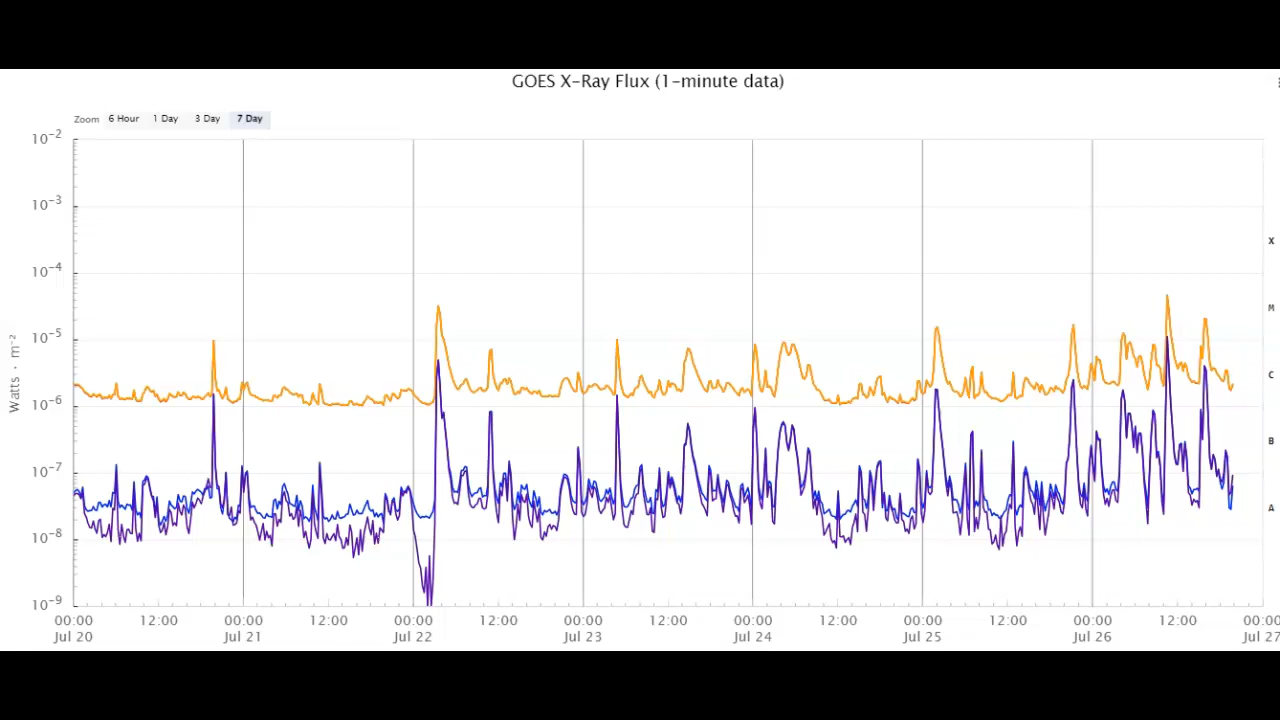 GOES X-Ray Flux (1-minute data)
Zoom 6 Hour 1 Day 3 Day 7 Day
10⁻²
10⁻³
X
10⁻⁴
M
10⁻⁵
Watts · m⁻²
C
10⁻⁶
B
10⁻⁷
A
10⁻⁸
10⁻⁹
00:00 12:00 00:00 12:00 00:00 12:00 00:00 12:00 00:00 12:00 00:00 12:00 00:00 12:00 00:00
Jul 20 Jul 21 Jul 22 Jul 23 Jul 24 Jul 25 Jul 26 Jul 27